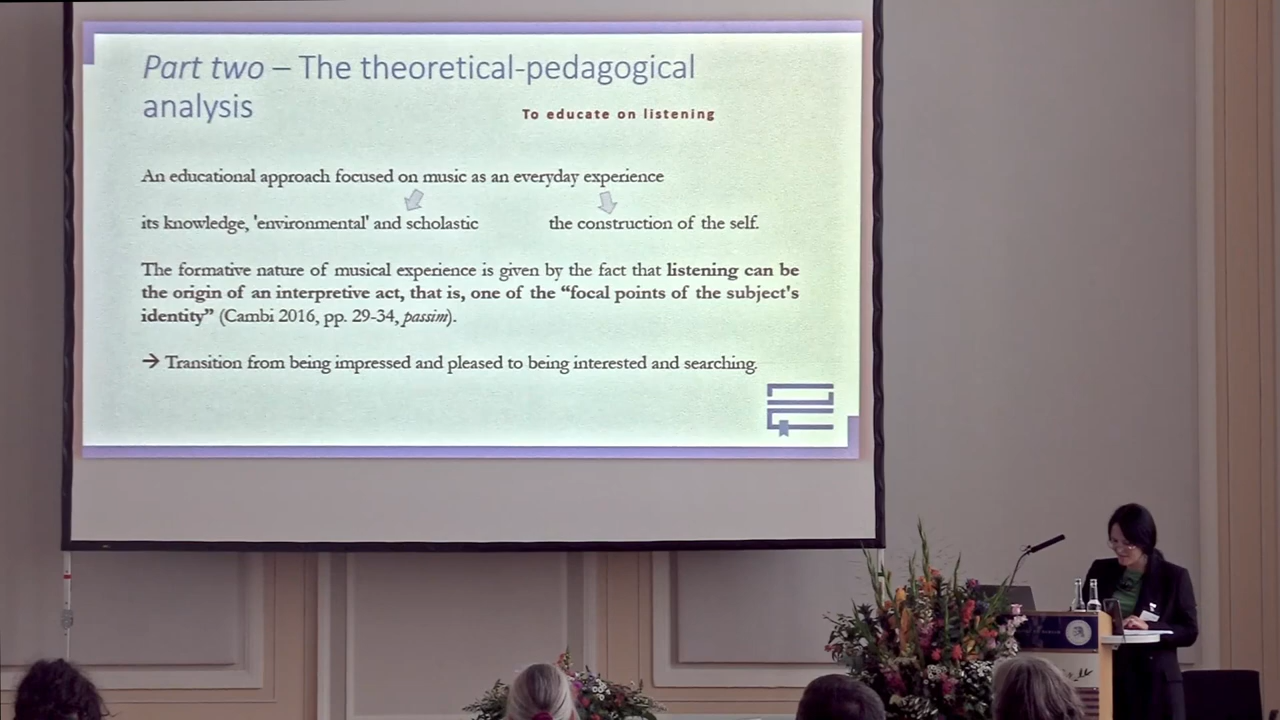 Part two – The theoretical-pedagogical
analysis
To educate on listening
An educational approach focused on music as an everyday experience
its knowledge, 'environmental' and scholastic
the construction of the self.
The formative nature of musical experience is given by the fact that listening can be
the origin of an interpretive act, that is, one of the “focal points of the subject's
identity” (Cambi 2016, pp. 29-34, passim).
→ Transition from being impressed and pleased to being interested and searching.